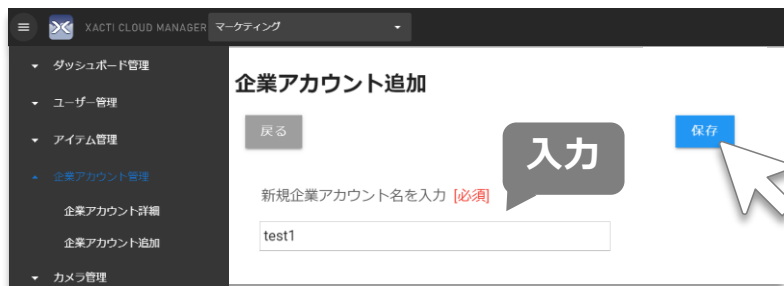 XACTI CLOUD MANAGER マーケティング
ダッシュボード管理
ユーザー管理
アイテム管理
企業アカウント管理
企業アカウント詳細
企業アカウント追加
カメラ管理
企業アカウント追加
戻る
保存
入力
新規企業アカウント名を入力 [必須]
test1